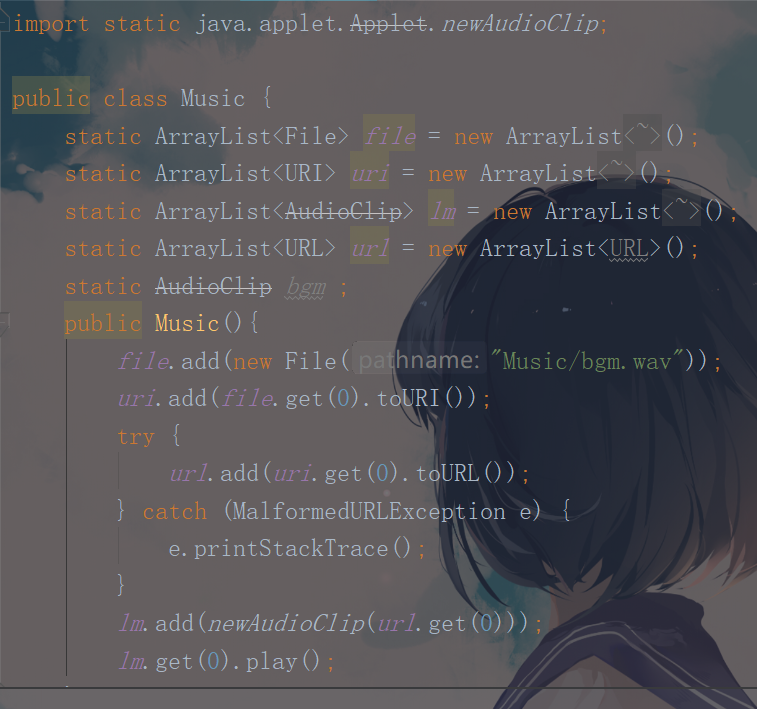 import static java.applet.Applet.newAudioClip;
public class Music {
static ArrayList<File> file = new ArrayList<~>();
static ArrayList<URI> uri = new ArrayList<~>();
static ArrayList<AudioClip> lm = new ArrayList<~>();
static ArrayList<URL> url = new ArrayList<URL>();
static AudioClip bgm ;
public Music(){
file.add(new File( pathname: "Music/bgm.wav"));
uri.add(file.get(0).toURI());
try {
url.add(uri.get(0).toURL());
} catch (MalformedURLException e) {
e.printStackTrace();
}
lm.add(newAudioClip(url.get(0)));
lm.get(0).play();